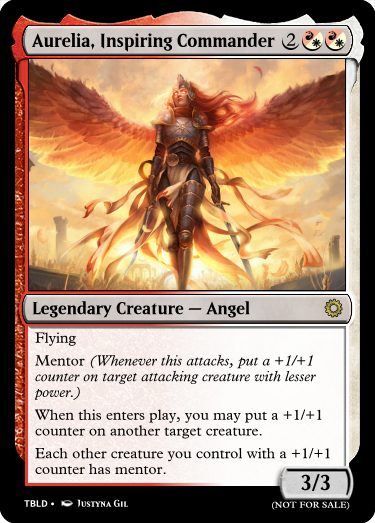 Aurelia, Inspiring Commander 2
Legendary Creature — Angel
Flying
Mentor (Whenever this attacks, put a +1/+1
counter on target attacking creature with lesser
power.)
When this enters play, you may put a +1/+1
counter on another target creature.
Each other creature you control with a +1/+1
counter has mentor.
3/3
TBLD • Justyna Gil
(NOT FOR SALE)